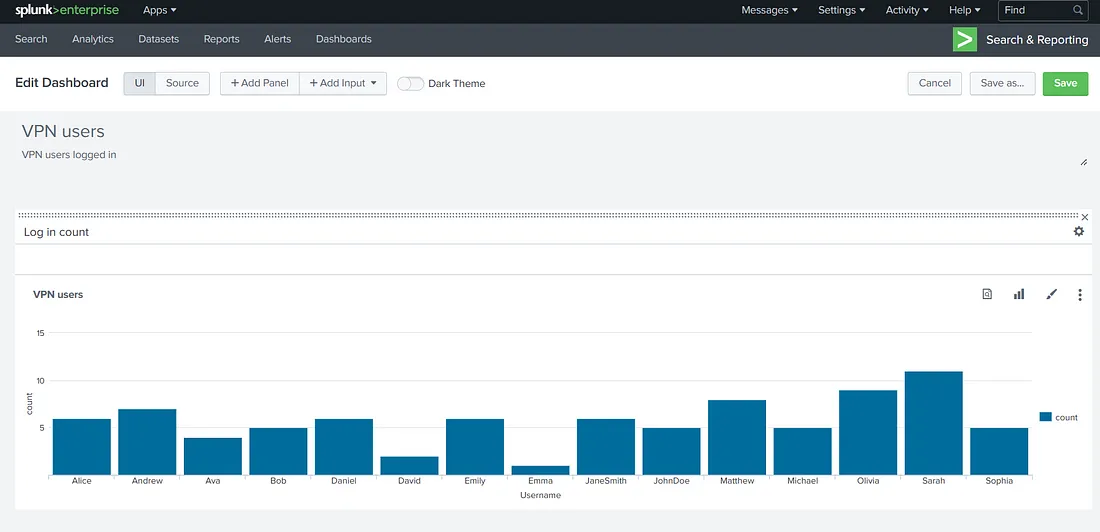 splunk>enterprise Apps Messages Settings Activity Help Find
Search Analytics Datasets Reports Alerts Dashboards Search & Reporting
Edit Dashboard UI Source + Add Panel + Add Input Dark Theme Cancel Save as... Save
VPN users
VPN users logged in
Log in count
VPN users
15
10
5
count
count
Alice Andrew Ava Bob Daniel David Emily Emma JaneSmith JohnDoe Matthew Michael Olivia Sarah Sophia
Username